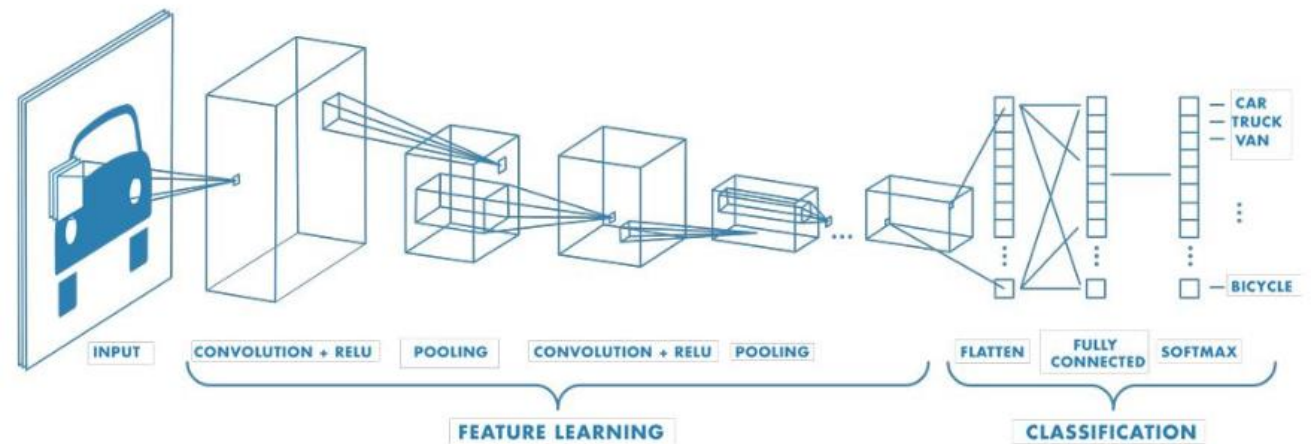 CAR
TRUCK
VAN
BICYCLE
INPUT
CONVOLUTION + RELU
POOLING
CONVOLUTION + RELU
POOLING
FLATTEN
FULLY
CONNECTED
SOFTMAX
FEATURE LEARNING
CLASSIFICATION